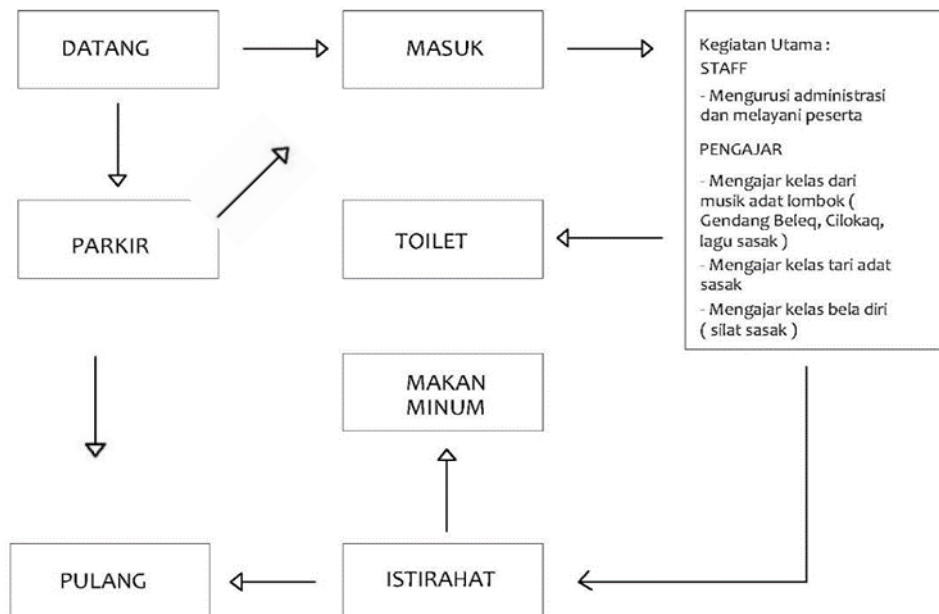 DATANG
MASUK
Kegiatan Utama :
STAFF
- Mengurusi administrasi
dan melayani peserta
PENGAJAR
- Mengajar kelas dari
musik adat lombok (
Gendang Beleq, Cilokaq,
lagu sasak )
- Mengajar kelas tari adat
sasak
- Mengajar kelas bela diri
( silat sasak )
PARKIR
TOILET
MAKAN
MINUM
PULANG
ISTIRAHAT